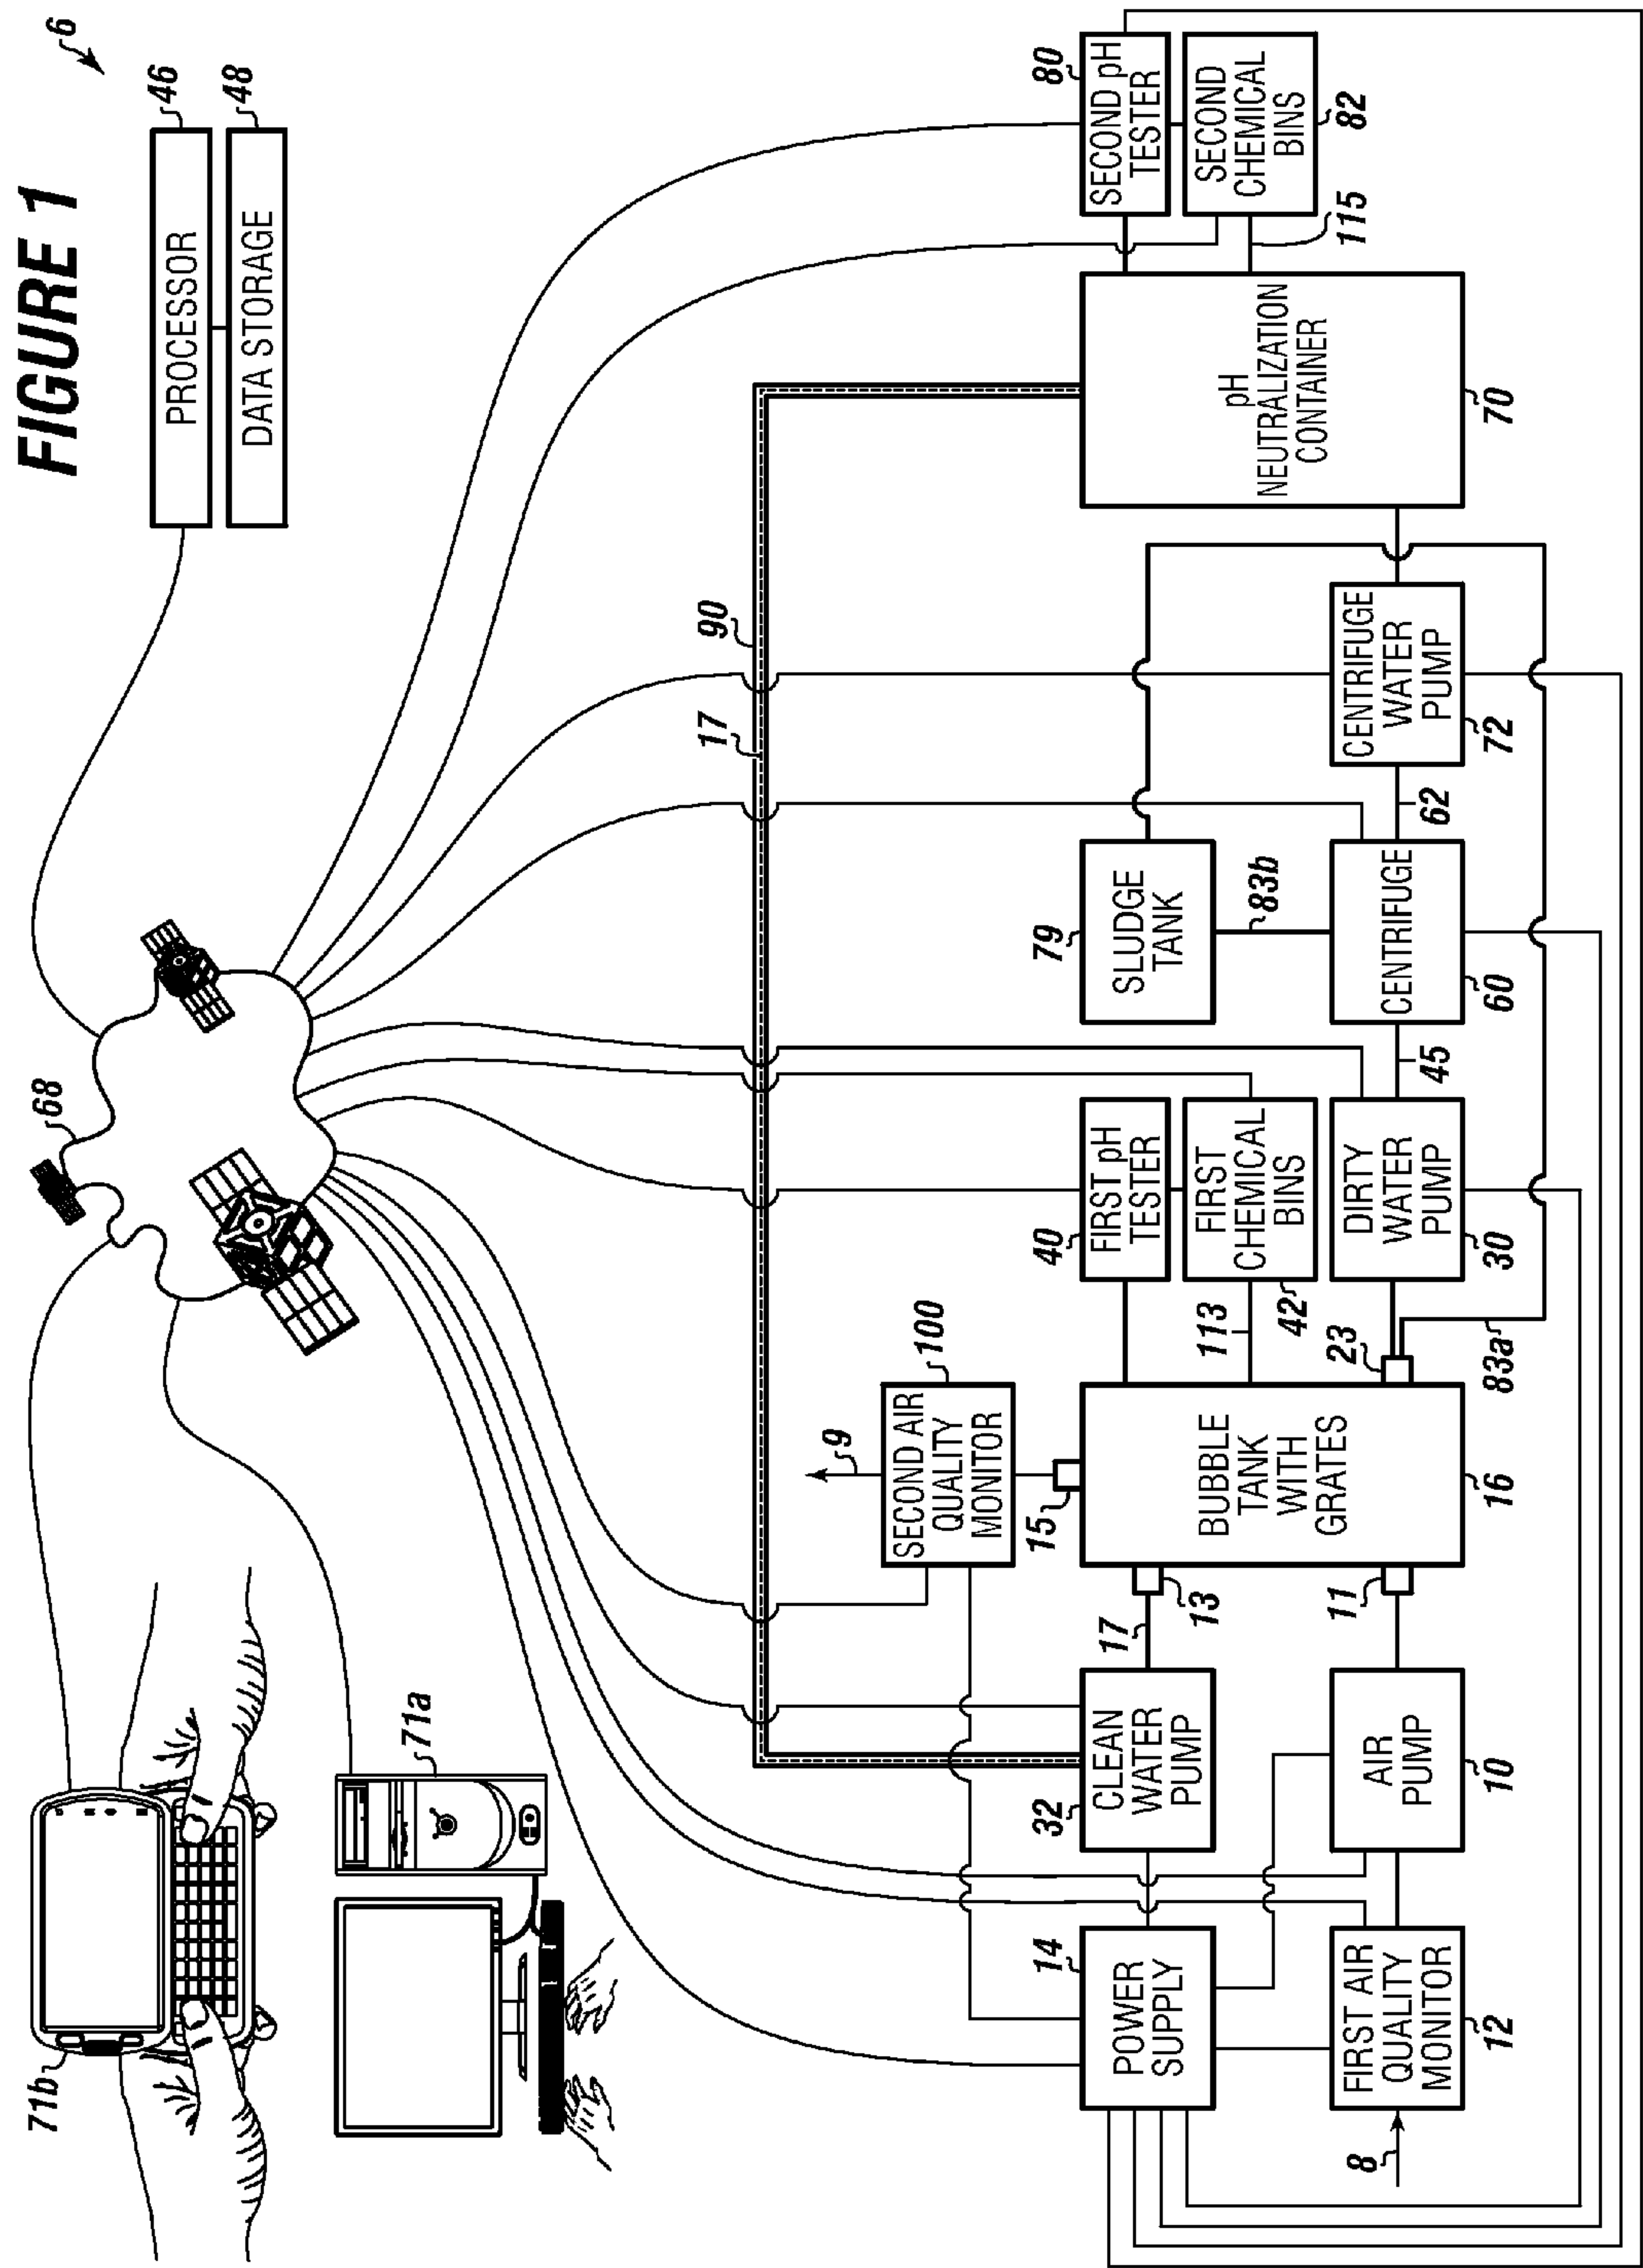 FIGURE 1
6
PROCESSOR
46
DATA STORAGE
48
68
71b
71a
90
17
SECOND AIR
QUALITY
MONITOR
100
9
15
POWER
SUPPLY
14
CLEAN
WATER
PUMP
32
17
13
BUBBLE
TANK
WITH
GRATES
16
FIRST AIR
QUALITY
MONITOR
12
8
AIR
PUMP
10
11
FIRST pH
TESTER
40
FIRST
CHEMICAL
BINS
42
113
DIRTY
WATER
PUMP
30
23
83a
45
SLUDGE
TANK
79
83b
CENTRIFUGE
60
62
CENTRIFUGE
WATER
PUMP
72
pH
NEUTRALIZATION
CONTAINER
70
SECOND pH
TESTER
80
SECOND
CHEMICAL
BINS
82
115